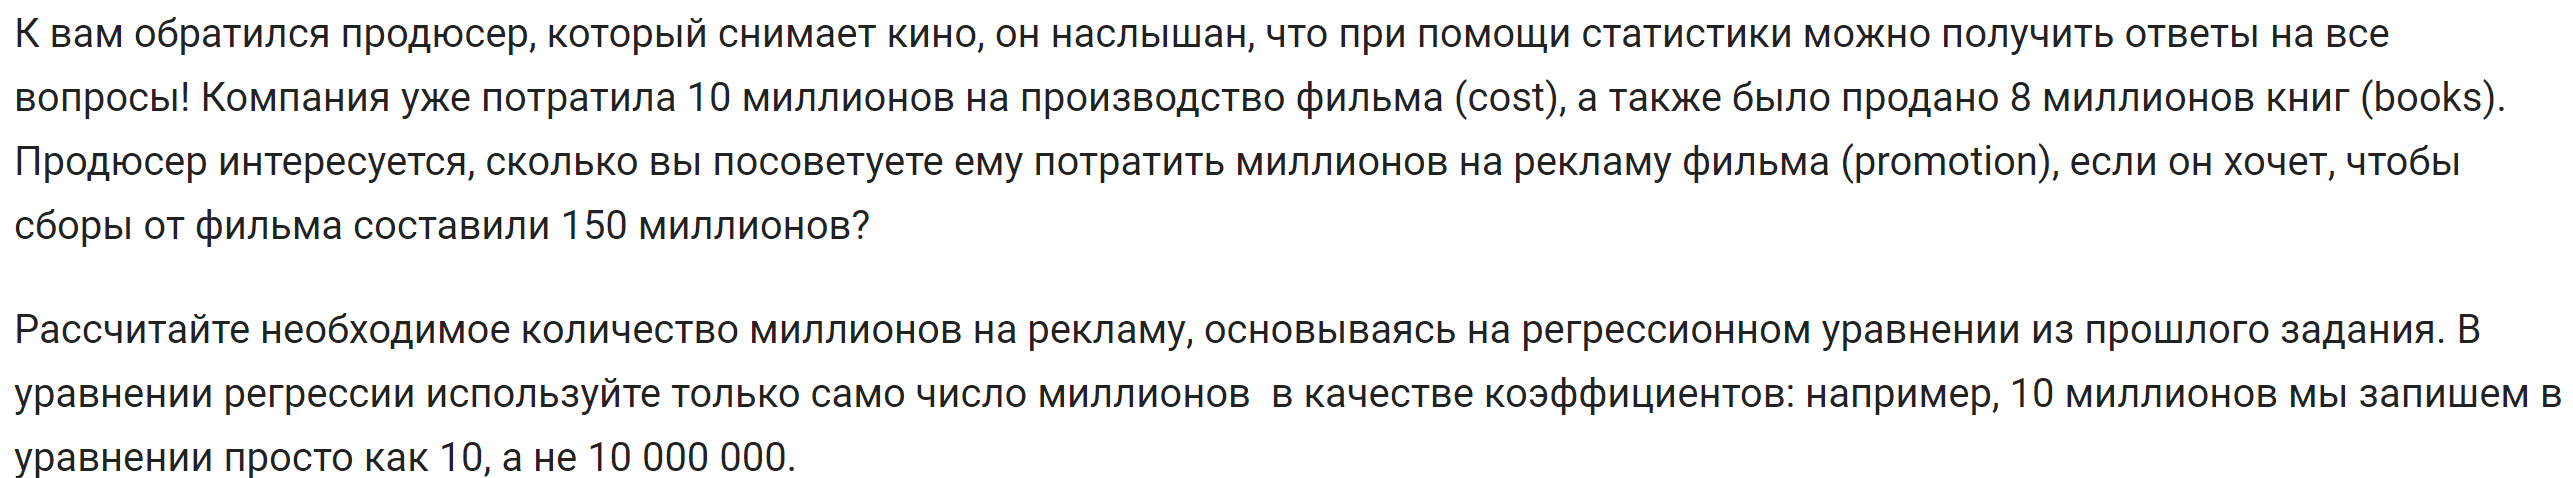 К вам обратился продюсер, который снимает кино, он наслышан, что при помощи статистики можно получить ответы на все
вопросы! Компания уже потратила 10 миллионов на производство фильма (cost), а также было продано 8 миллионов книг (books).
Продюсер интересуется, сколько вы посоветуете ему потратить миллионов на рекламу фильма (promotion), если он хочет, чтобы
сборы от фильма составили 150 миллионов?
Рассчитайте необходимое количество миллионов на рекламу, основываясь на регрессионном уравнении из прошлого задания. В
уравнении регрессии используйте только само число миллионов  в качестве коэффициентов: например, 10 миллионов мы запишем в
уравнении просто как 10, а не 10 000 000.